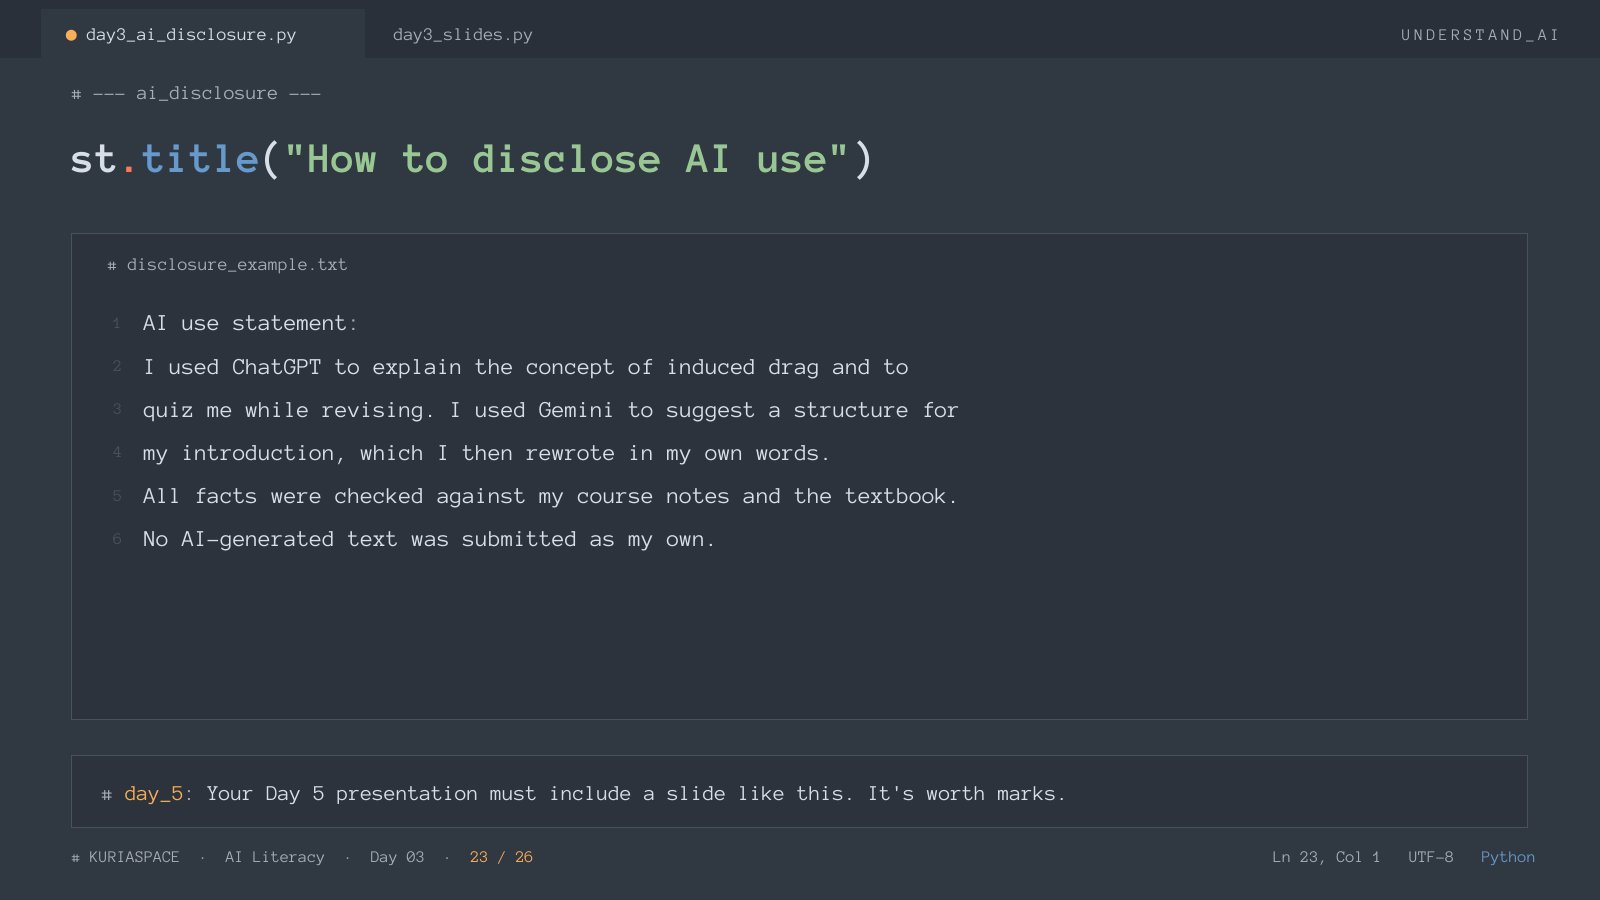 day3_ai_disclosure.py
day3_slides.py
UNDERSTAND_AI
# --- ai_disclosure ---
st.title("How to disclose AI use")
# disclosure_example.txt
1 AI use statement:
2 I used ChatGPT to explain the concept of induced drag and to
3 quiz me while revising. I used Gemini to suggest a structure for
4 my introduction, which I then rewrote in my own words.
5 All facts were checked against my course notes and the textbook.
6 No AI-generated text was submitted as my own.
# day_5: Your Day 5 presentation must include a slide like this. It's worth marks.
# KURIASPACE · AI Literacy · Day 03 · 23 / 26
Ln 23, Col 1 UTF-8 Python